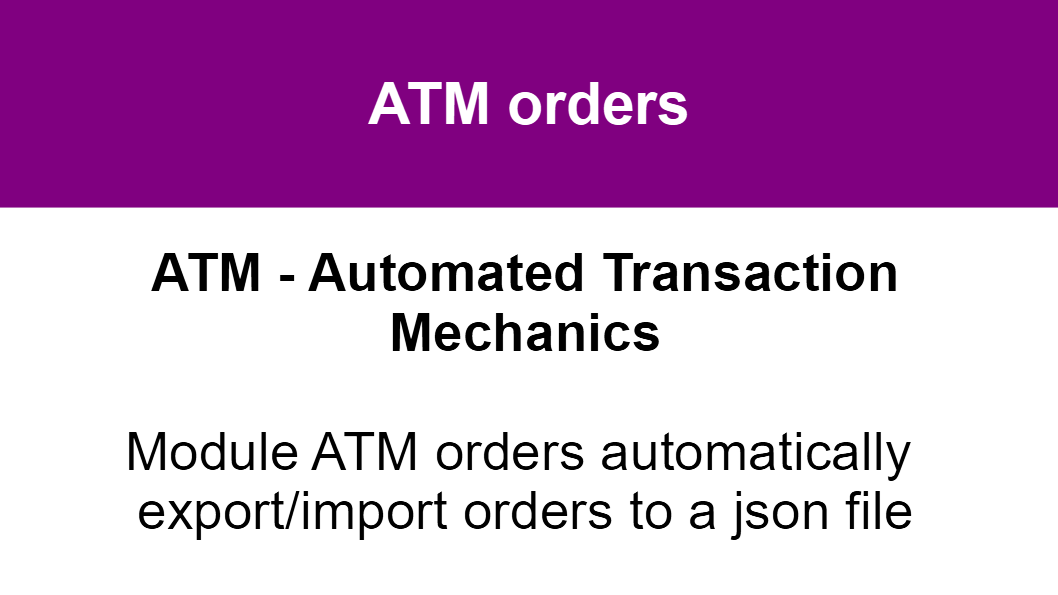 ATM orders
ATM - Automated Transaction
Mechanics
Module ATM orders automatically
export/import orders to a json file